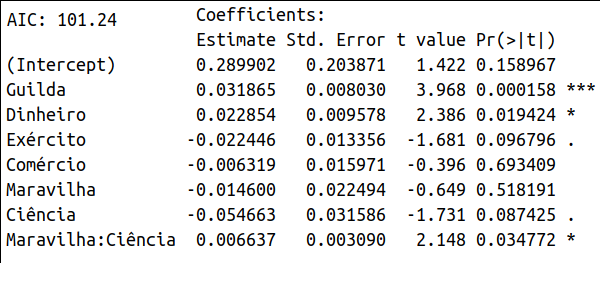 AIC: 101.24 Coefficients:
Estimate Std. Error t value Pr(>|t|)
(Intercept) 0.289902 0.203871 1.422 0.158967
Guilda 0.031865 0.008030 3.968 0.000158 ***
Dinheiro 0.022854 0.009578 2.386 0.019424 *
Exército -0.022446 0.013356 -1.681 0.096796 .
Comércio -0.006319 0.015971 -0.396 0.693409
Maravilha -0.014600 0.022494 -0.649 0.518191
Ciência -0.054663 0.031586 -1.731 0.087425 .
Maravilha:Ciência 0.006637 0.003090 2.148 0.034772 *